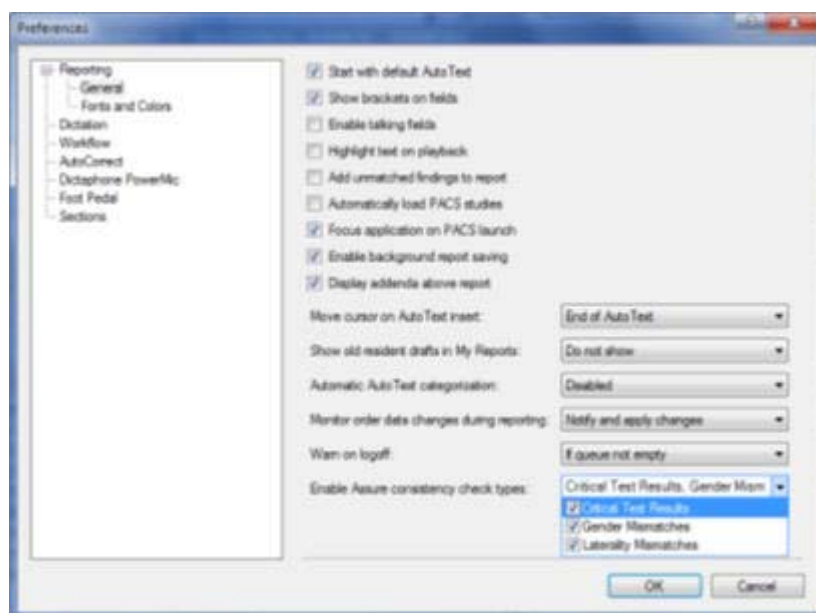 Preferences
Reporting
General
Fonts and Colors
Dictation
Workflow
AutoCorrect
Dictaphone PowerMic
Foot Pedal
Sections
Start with default AutoText
Show brackets on fields
Enable talking fields
Highlight text on playback
Add unmatched findings to report
Automatically load PACS studies
Focus application on PACS launch
Enable background report saving
Display addenda above report
Move cursor on AutoText insert: End of AutoText
Show old resident drafts in My Reports: Do not show
Automatic AutoText categorization: Disabled
Monitor order data changes during reporting: Notify and apply changes
Warn on logoff: If queue not empty
Enable Assure consistency check types: Critical Test Results, Gender Mism
Critical Test Results
Gender Mismatches
Laterality Mismatches
OK Cancel